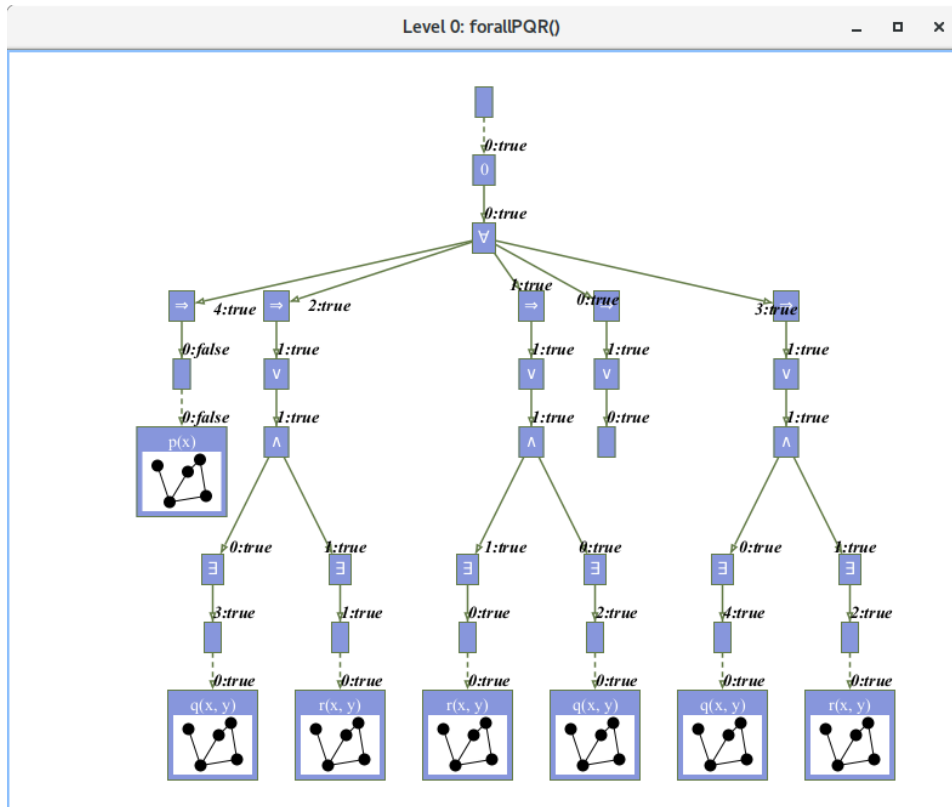 Level 0: forallPQR()
0:true
0
0:true
∀
4:true 2:true 1:true 0:true 3:true
⇒ ⇒ ⇒ ⇒ ⇒
0:false 1:true 1:true 1:true 1:true
∨ ∨ ∨ ∨
0:false 1:true 1:true 0:true 1:true
p(x) ∧ ∧ ∧
0:true 1:true 1:true 0:true 0:true 1:true
∃ ∃ ∃ ∃ ∃ ∃
3:true 1:true 0:true 2:true 4:true 2:true
0:true 0:true 0:true 0:true 0:true 0:true
q(x, y) r(x, y) r(x, y) q(x, y) q(x, y) r(x, y)